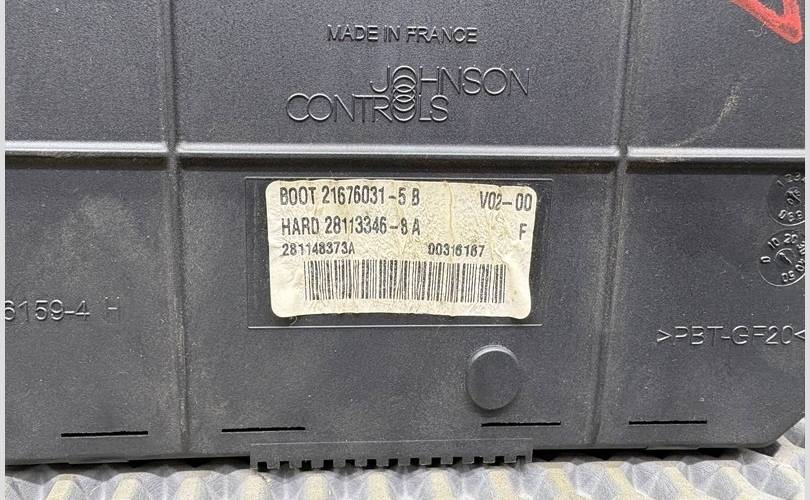 MADE IN FRANCE
JOHNSON
CONTROLS
BOOT 21676031-5 B V02-00
HARD 28113346-8 A F
281148373A 00316167
6159-4 H
>PBT-GF20<